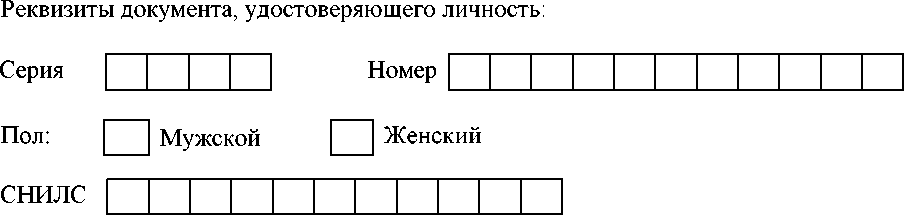 Реквизиты документа, удостоверяющего личность:
Серия Номер
Пол: Мужской Женский
СНИЛС